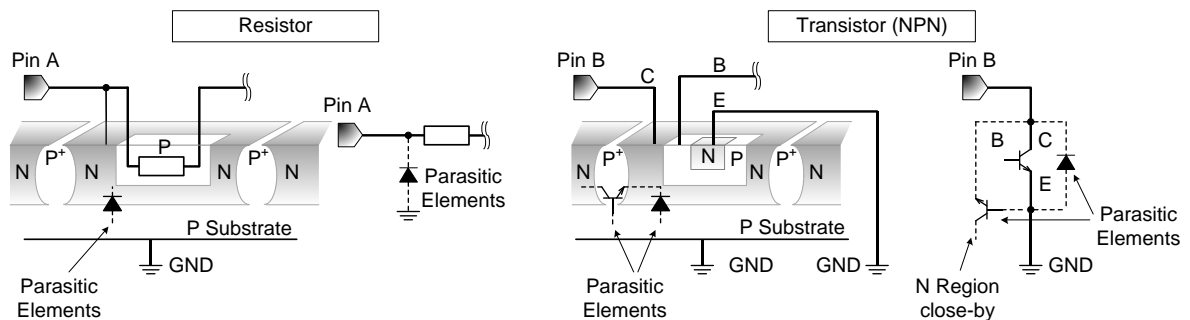 Resistor
Transistor (NPN)
Pin A
Pin A
N
P+
N
P
N
P+
N
Parasitic
Elements
P Substrate
GND
Parasitic
Elements
Pin B
C
B
E
N
P+
N
N
P
N
P+
N
P Substrate
GND
GND
Parasitic
Elements
Pin B
B
C
E
Parasitic
Elements
GND
N Region
close-by